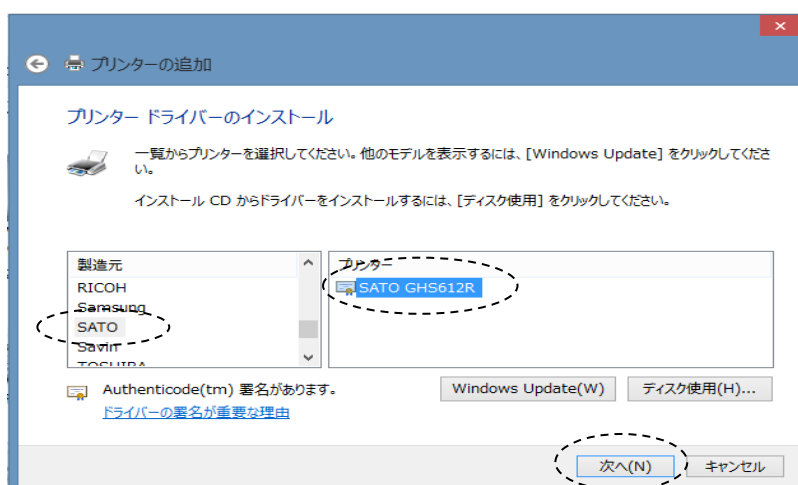 プリンターの追加
プリンター ドライバーのインストール
一覧からプリンターを選択してください。他のモデルを表示するには、[Windows Update] をクリックしてくださ
い。
インストール CD からドライバーをインストールするには、[ディスク使用] をクリックしてください。
製造元
プリンター
RICOH
SATO GHS612R
Samsung
SATO
Savin
TOSHIBA
Authenticode(tm) 署名があります。
Windows Update(W)
ディスク使用(H)...
ドライバーの署名が重要な理由
次へ(N)
キャンセル